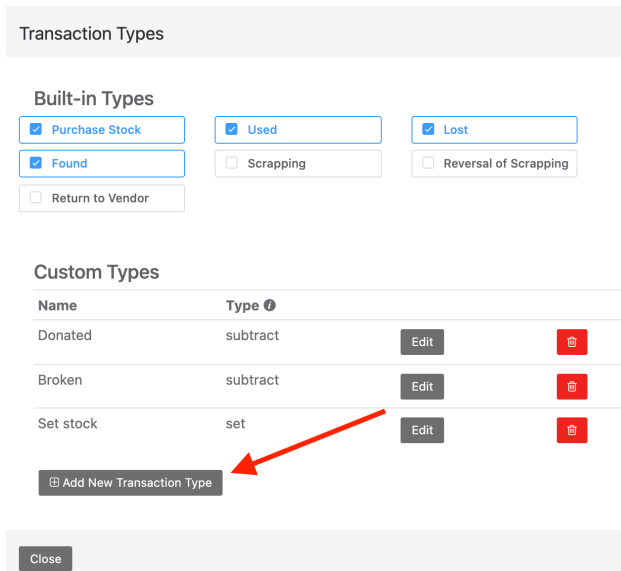 Transaction Types
Built-in Types
Purchase Stock Used Lost
Found Scrapping Reversal of Scrapping
Return to Vendor
Custom Types
Name Type
Donated subtract Edit
Broken subtract Edit
Set stock set Edit
Add New Transaction Type
Close